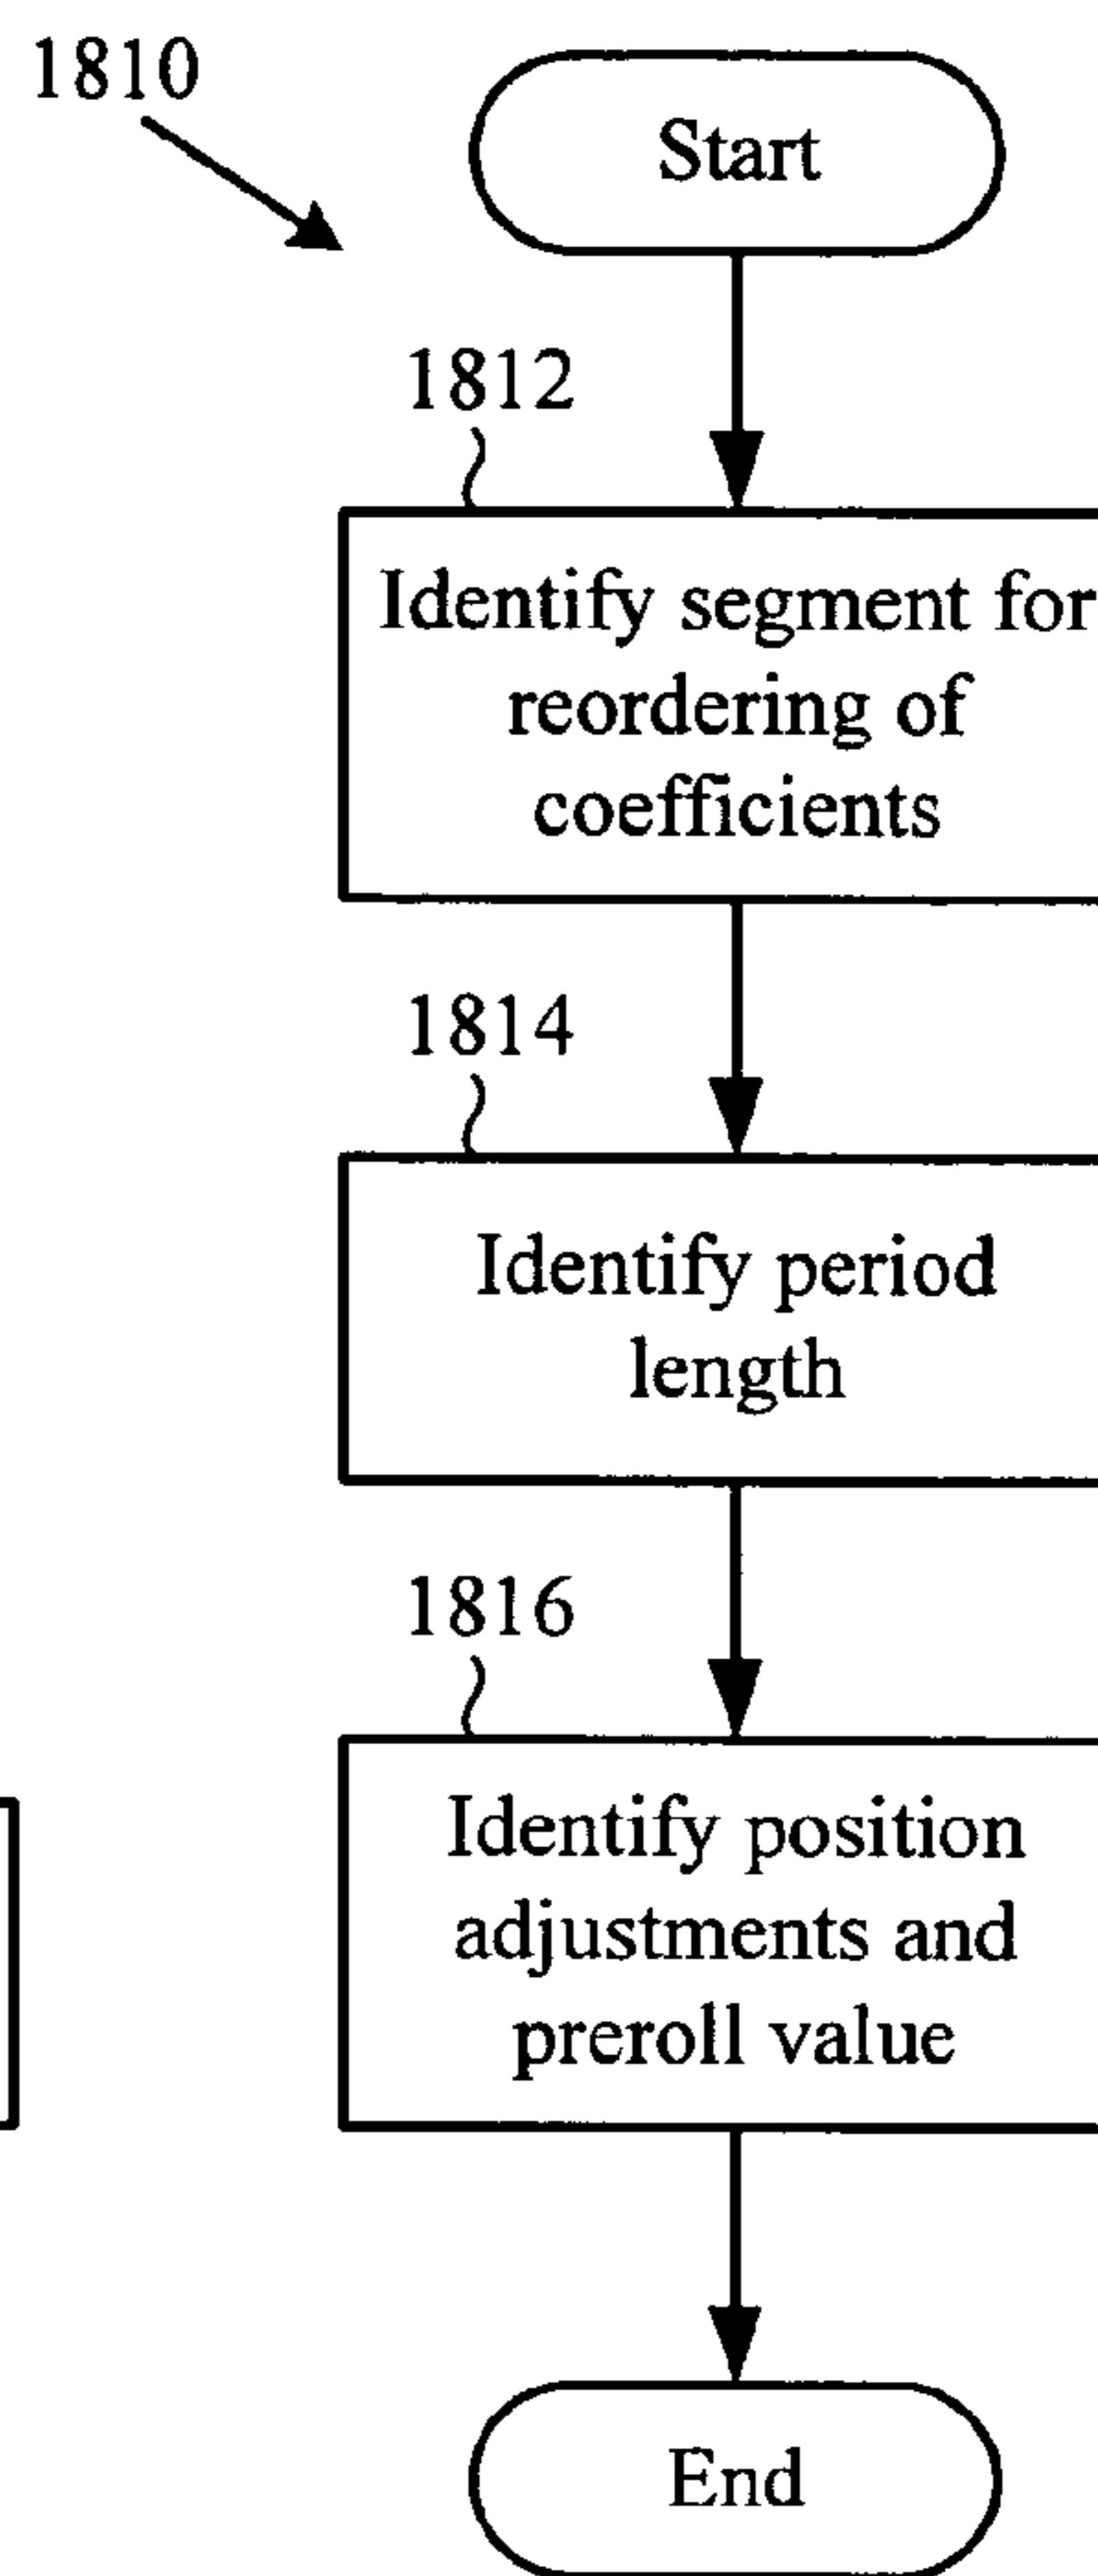 1810
Start
1812
Identify segment for
reordering of
coefficients
1814
Identify period
length
1816
Identify position
adjustments and
preroll value
End